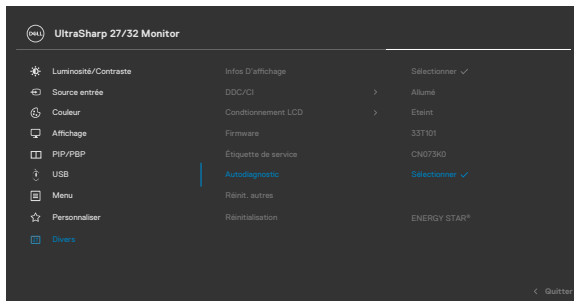 DELL UltraSharp 27/32 Monitor
Luminosité/Contraste Infos D'affichage Sélectionner ✓
Source entrée DDC/CI > Allumé
Couleur Condtionnement LCD > Eteint
Affichage Firmware 33T101
PIP/PBP Étiquette de service CN073K0
USB Autodiagnostic Sélectionner ✓
Menu Réinit. autres
Personnaliser Réinitialisation ENERGY STAR®
Divers
< Quitter